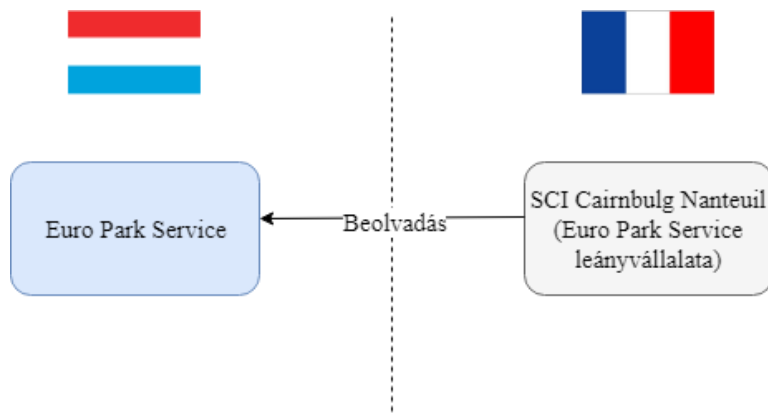 Euro Park Service
Beolvadás
SCI Cairnbulg Nanteuil
(Euro Park Service
leányvállalata)